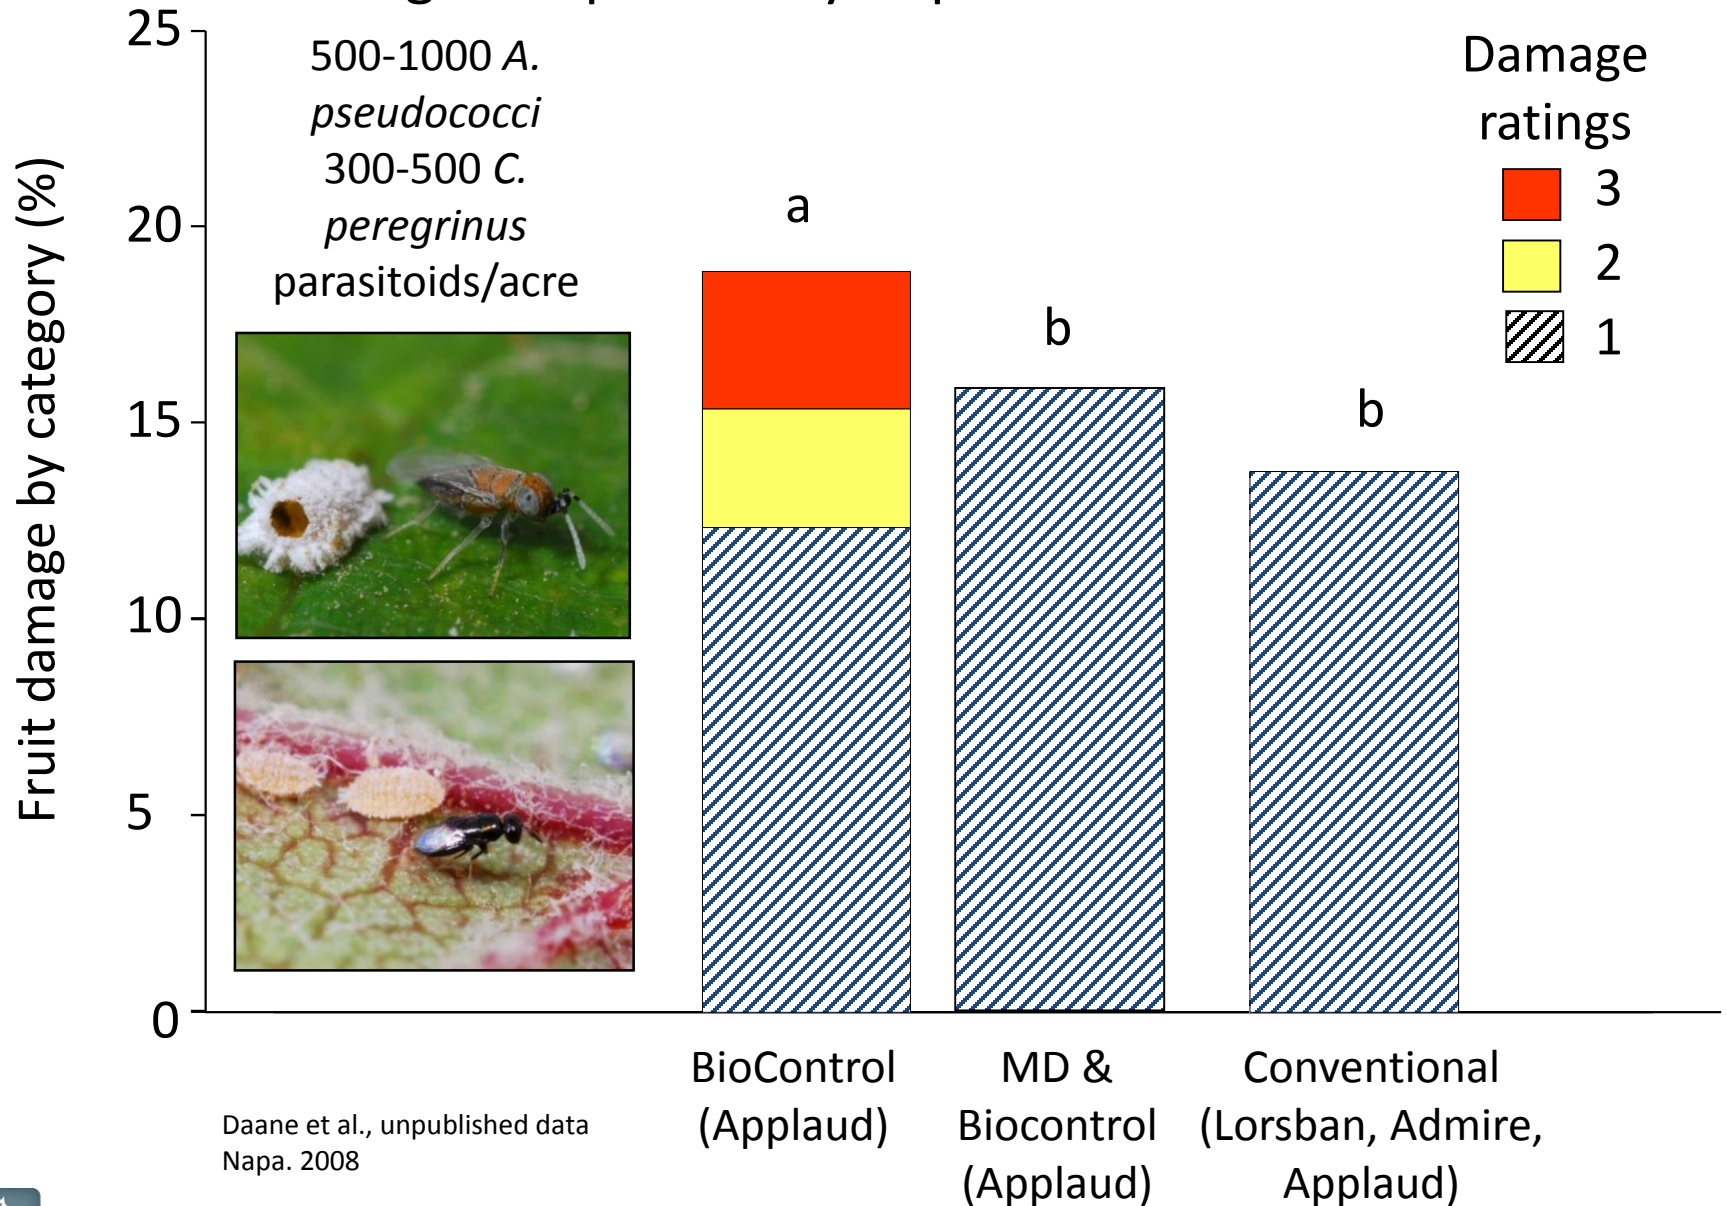 25
500-1000 A.
pseudococci
300-500 C.
peregrinus
parasitoids/acre
Damage
ratings
3
2
1
Fruit damage by category (%)
20
15
10
5
0
a
b
b
BioControl
(Applaud)
MD &
Biocontrol
(Applaud)
Conventional
(Lorsban, Admire,
Applaud)
Daane et al., unpublished data
Napa. 2008